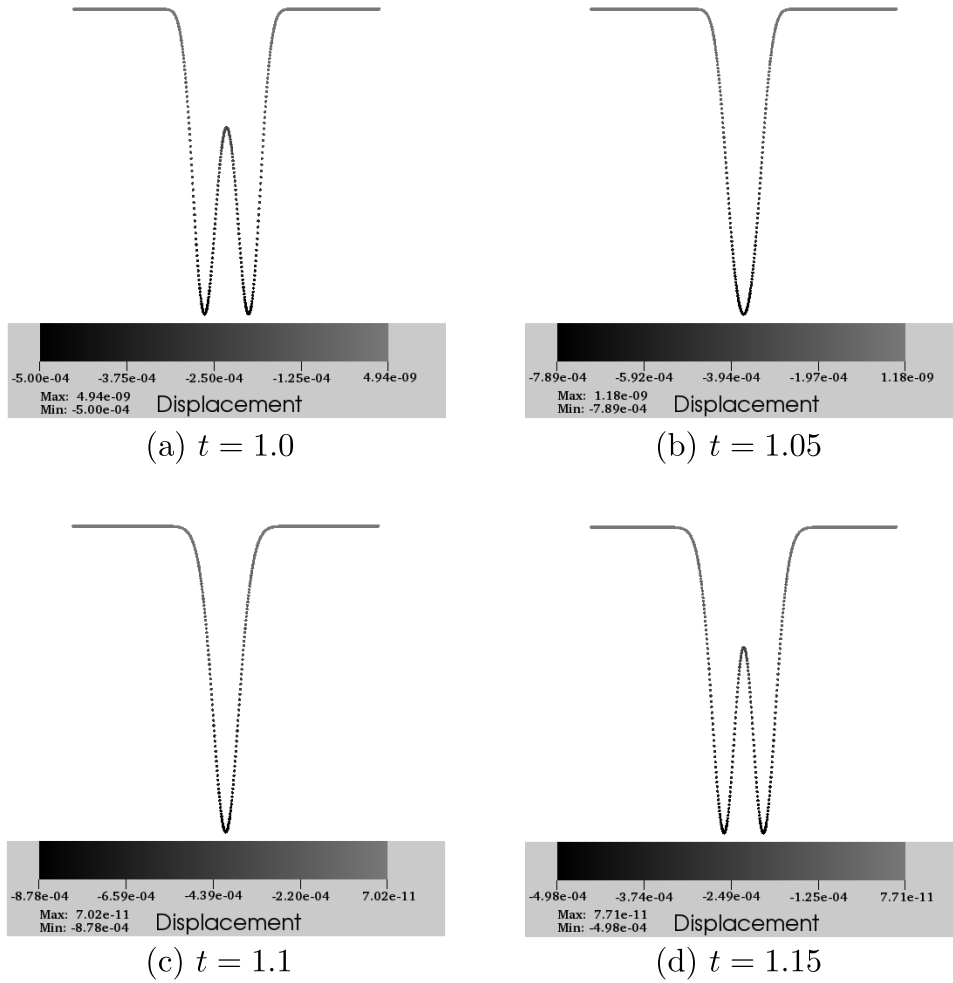 -5.00e-04 -3.75e-04 -2.50e-04 -1.25e-04 4.94e-09
Max: 4.94e-09
Min: -5.00e-04
Displacement
(a) t = 1.0
-7.89e-04 -5.92e-04 -3.94e-04 -1.97e-04 1.18e-09
Max: 1.18e-09
Min: -7.89e-04
Displacement
(b) t = 1.05
-8.78e-04 -6.59e-04 -4.39e-04 -2.20e-04 7.02e-11
Max: 7.02e-11
Min: -8.78e-04
Displacement
(c) t = 1.1
-4.98e-04 -3.74e-04 -2.49e-04 -1.25e-04 7.71e-11
Max: 7.71e-11
Min: -4.98e-04
Displacement
(d) t = 1.15